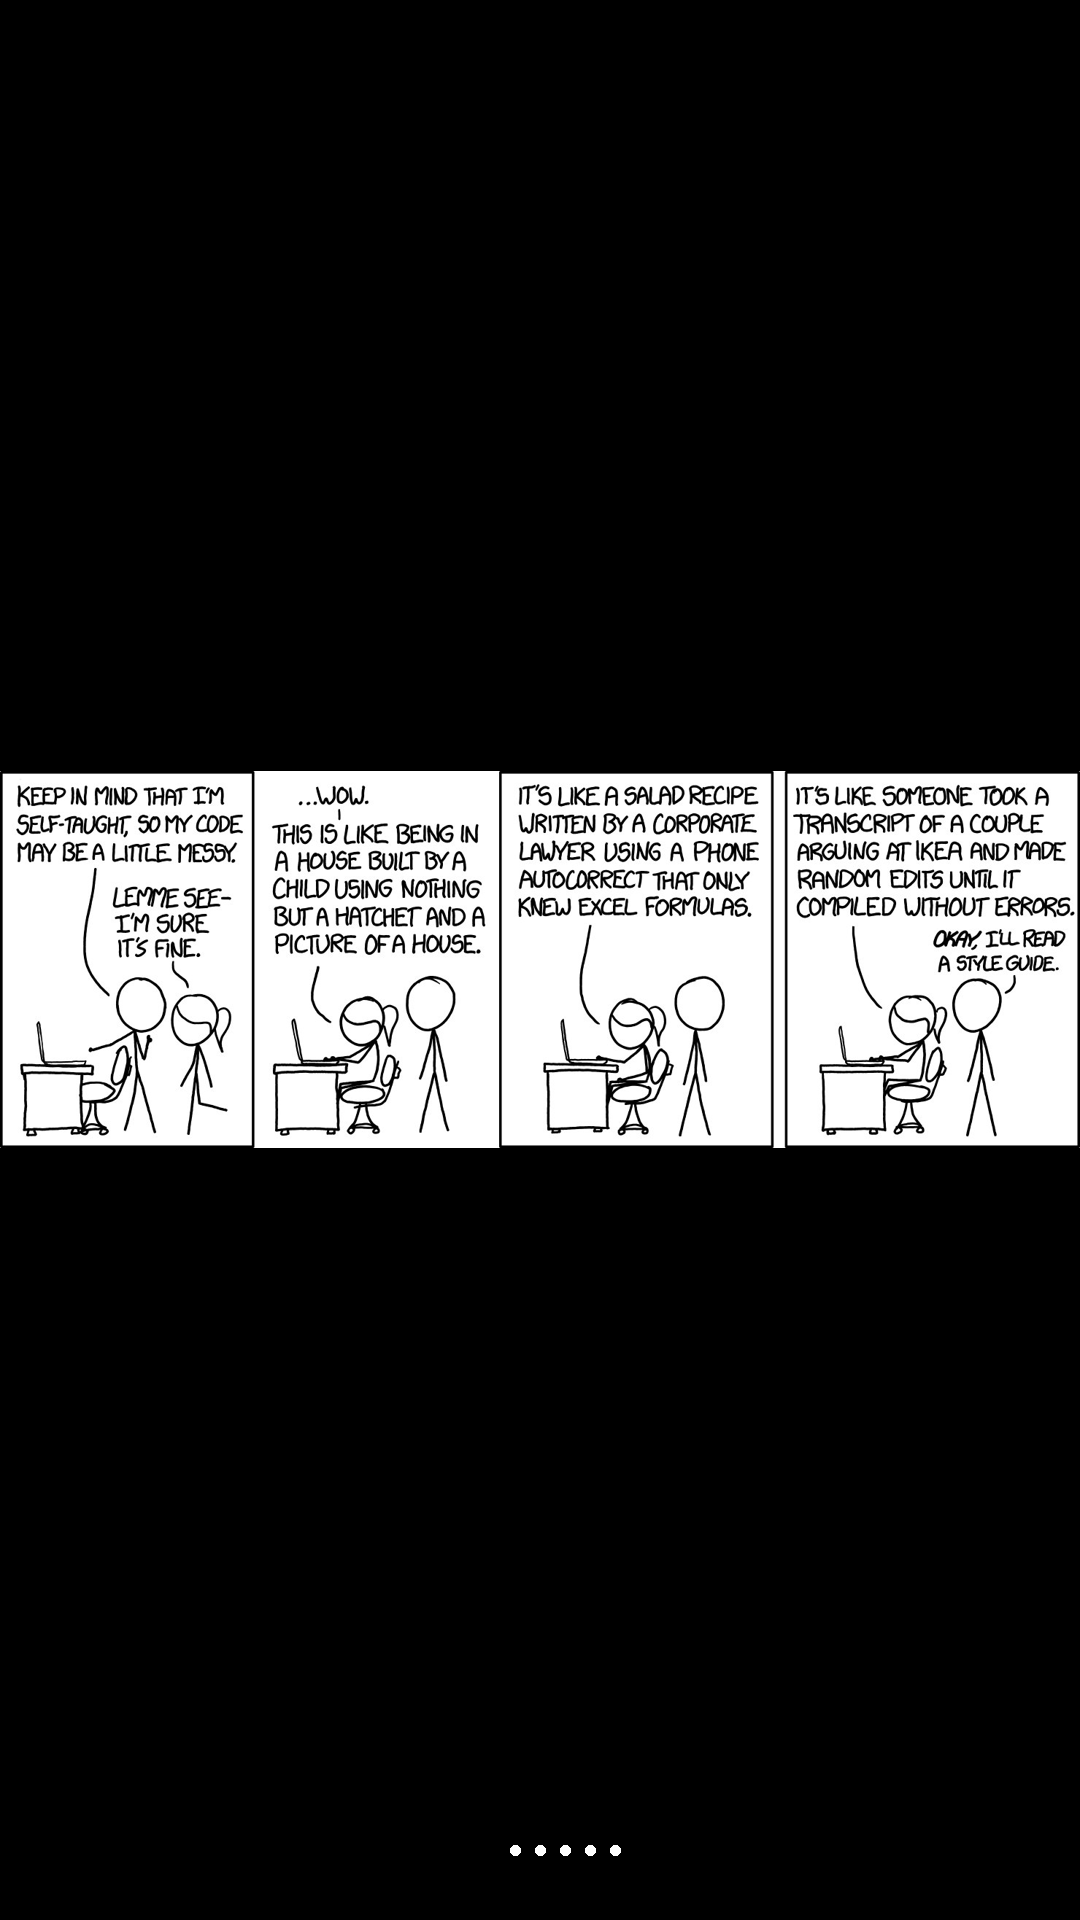 KEEP IN MIND THAT I'M
SELF-TAUGHT, SO MY CODE
MAY BE A LITTLE MESSY.
LEMME SEE-
I'M SURE
IT'S FINE.
...WOW.
THIS IS LIKE BEING IN
A HOUSE BUILT BY A
CHILD USING NOTHING
BUT A HATCHET AND A
PICTURE OF A HOUSE.
IT'S LIKE A SALAD RECIPE
WRITTEN BY A CORPORATE
LAWYER USING A PHONE
AUTOCORRECT THAT ONLY
KNEW EXCEL FORMULAS.
IT'S LIKE SOMEONE TOOK A
TRANSCRIPT OF A COUPLE
ARGUING AT IKEA AND MADE
RANDOM EDITS UNTIL IT
COMPILED WITHOUT ERRORS.
OKAY, I'LL READ
A STYLE GUIDE.